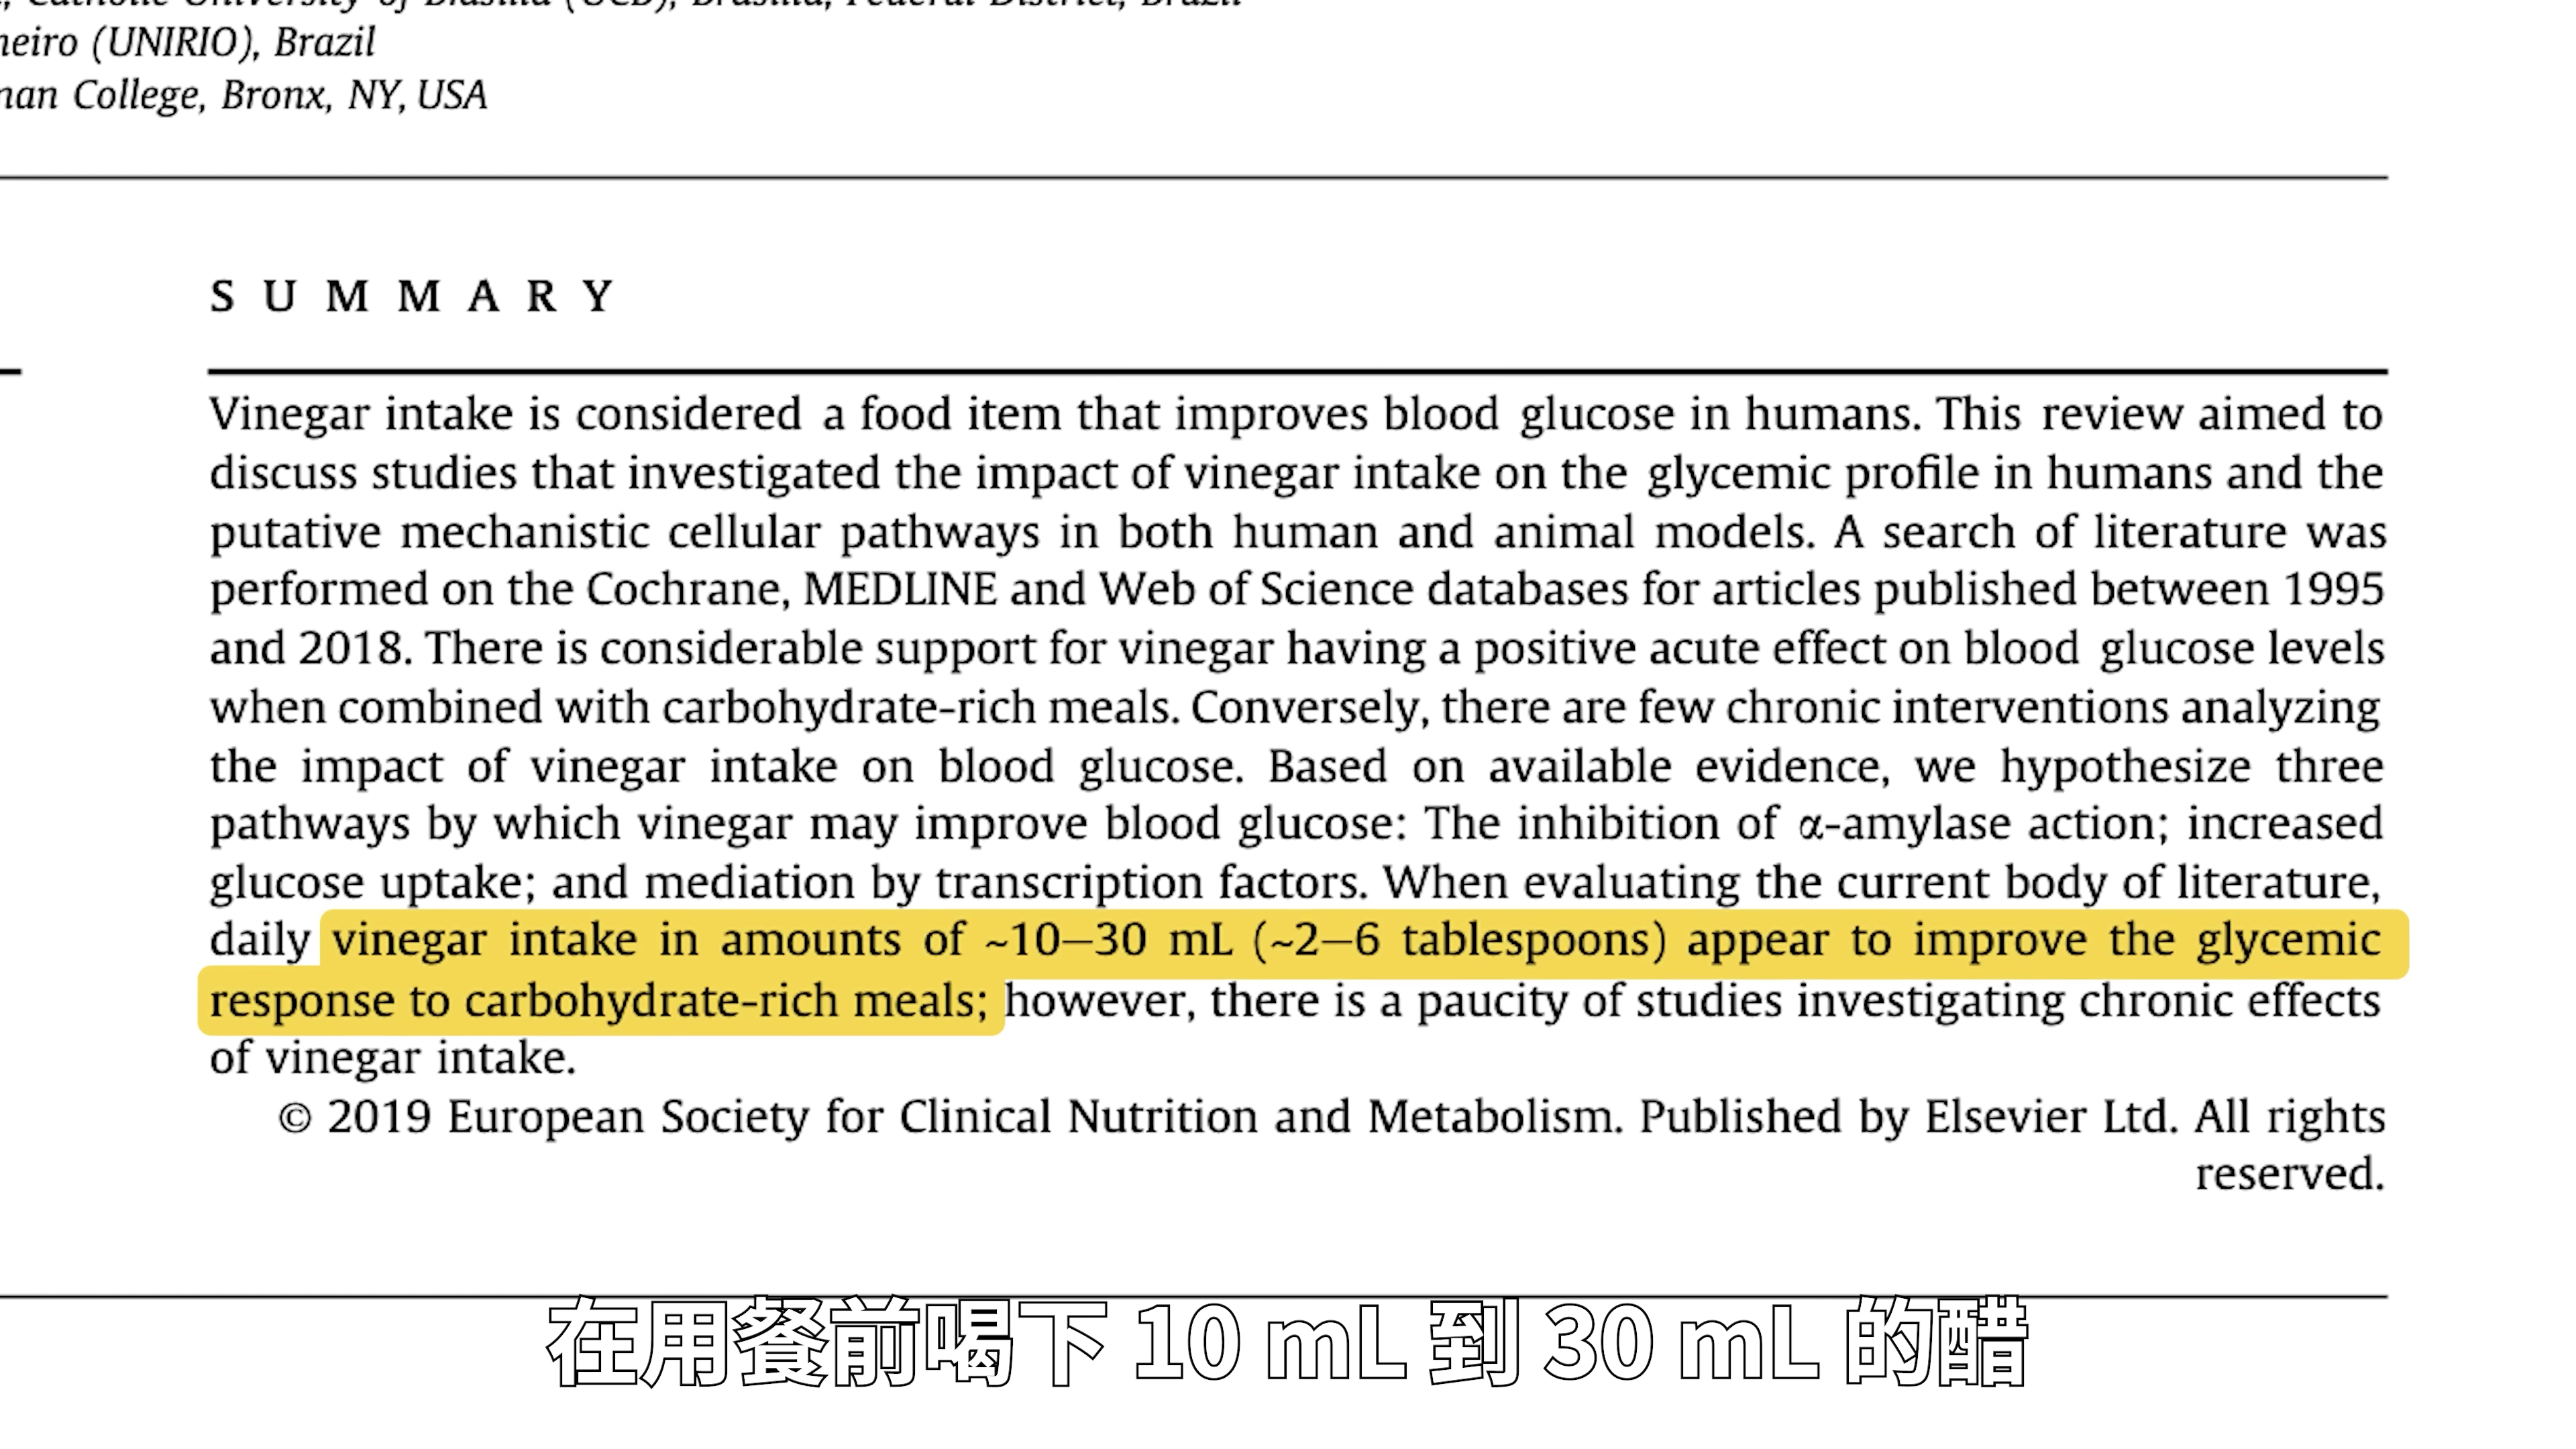 Catholic University of Brasilia (UCB), Brasilia, Federal District, Brazil
neiro (UNIRIO), Brazil
nan College, Bronx, NY, USA
SUMMARY
Vinegar intake is considered a food item that improves blood glucose in humans. This review aimed to
discuss studies that investigated the impact of vinegar intake on the glycemic profile in humans and the
putative mechanistic cellular pathways in both human and animal models. A search of literature was
performed on the Cochrane, MEDLINE and Web of Science databases for articles published between 1995
and 2018. There is considerable support for vinegar having a positive acute effect on blood glucose levels
when combined with carbohydrate-rich meals. Conversely, there are few chronic interventions analyzing
the impact of vinegar intake on blood glucose. Based on available evidence, we hypothesize three
pathways by which vinegar may improve blood glucose: The inhibition of α-amylase action; increased
glucose uptake; and mediation by transcription factors. When evaluating the current body of literature,
daily vinegar intake in amounts of ~10–30 mL (~2–6 tablespoons) appear to improve the glycemic
response to carbohydrate-rich meals; however, there is a paucity of studies investigating chronic effects
of vinegar intake.
© 2019 European Society for Clinical Nutrition and Metabolism. Published by Elsevier Ltd. All rights
reserved.
在用餐前喝下 10 mL 到 30 mL 的醋